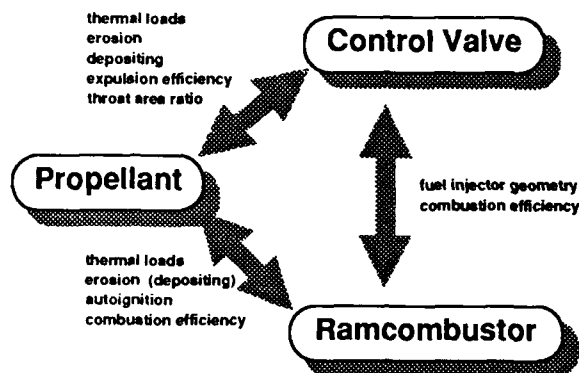 thermal loads
erosion
depositing
expulsion efficiency
throat area ratio
Control Valve
Propellant
fuel injector geometry
combustion efficiency
thermal loads
erosion (depositing)
autoignition
combustion efficiency
Ramcombustor